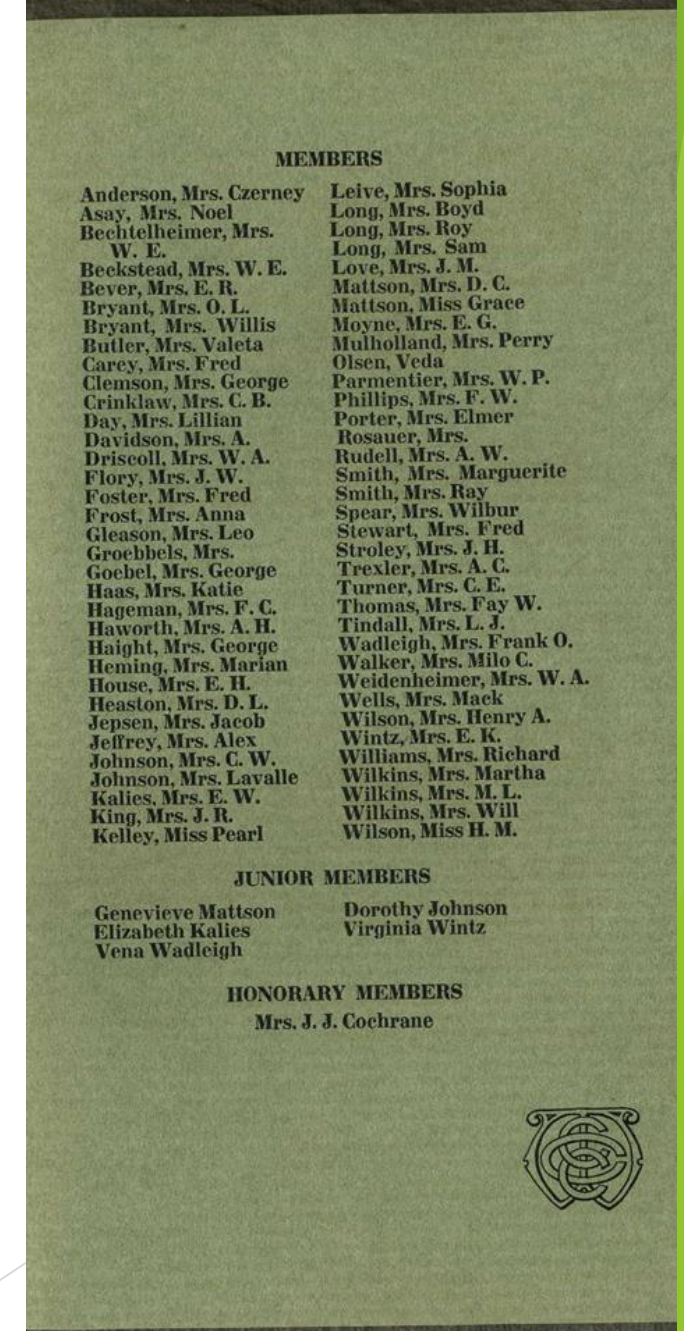 MEMBERS
Anderson, Mrs. Czerney
Asay, Mrs. Noel
Bechtelheimer, Mrs.
W. E.
Beckstead, Mrs. W. E.
Bever, Mrs. E. R.
Bryant, Mrs. O. L.
Bryant, Mrs. Willis
Butler, Mrs. Valeta
Carey, Mrs. Fred
Clemson, Mrs. George
Crinklaw, Mrs. C. B.
Day, Mrs. Lillian
Davidson, Mrs. A.
Driscoll, Mrs. W. A.
Flory, Mrs. J. W.
Foster, Mrs. Fred
Frost, Mrs. Anna
Gleason, Mrs. Leo
Groebbels, Mrs.
Goebel, Mrs. George
Haas, Mrs. Katie
Hageman, Mrs. F. C.
Haworth, Mrs. A. H.
Haight, Mrs. George
Heming, Mrs. Marian
House, Mrs. E. H.
Heaston, Mrs. D. L.
Jepsen, Mrs. Jacob
Jeffrey, Mrs. Alex
Johnson, Mrs. C. W.
Johnson, Mrs. Lavalle
Kalies, Mrs. E. W.
King, Mrs. J. R.
Kelley, Miss Pearl
Leive, Mrs. Sophia
Long, Mrs. Boyd
Long, Mrs. Roy
Long, Mrs. Sam
Love, Mrs. J. M.
Mattson, Mrs. D. C.
Mattson, Miss Grace
Moyne, Mrs. E. G.
Mulholland, Mrs. Perry
Olsen, Veda
Parmentier, Mrs. W. P.
Phillips, Mrs. F. W.
Porter, Mrs. Elmer
Rosauer, Mrs.
Rudell, Mrs. A. W.
Smith, Mrs. Marguerite
Smith, Mrs. Ray
Spear, Mrs. Wilbur
Stewart, Mrs. Fred
Stroley, Mrs. J. H.
Trexler, Mrs. A. C.
Turner, Mrs. C. E.
Thomas, Mrs. Fay W.
Tindall, Mrs. L. J.
Wadleigh, Mrs. Frank O.
Walker, Mrs. Milo C.
Weidenheimer, Mrs. W. A.
Wells, Mrs. Mack
Wilson, Mrs. Henry A.
Wintz, Mrs. E. K.
Williams, Mrs. Richard
Wilkins, Mrs. Martha
Wilkins, Mrs. M. L.
Wilkins, Mrs. Will
Wilson, Miss H. M.
JUNIOR MEMBERS
Genevieve Mattson
Elizabeth Kalies
Vena Wadleigh
Dorothy Johnson
Virginia Wintz
HONORARY MEMBERS
Mrs. J. J. Cochrane